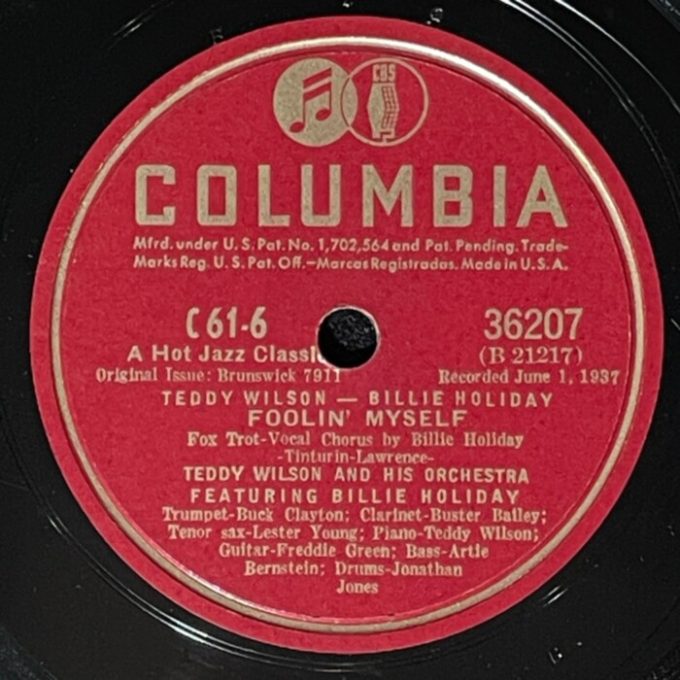 CBS
COLUMBIA
Mfrd. under U.S. Pat. No. 1,702,564 and Pat. Pending. Trade-
Marks Reg. U.S. Pat. Off.—Marcas Registradas. Made in U.S.A.
C 61-6 36207
A Hot Jazz (B 21217)
Original Issue: Brunswick 7911 Recorded June 1, 1937
TEDDY WILSON — BILLIE HOLIDAY
FOOLIN' MYSELF
Fox Trot-Vocal Chorus by Billie Holiday
-Tinturin-Lawrence-
TEDDY WILSON AND HIS ORCHESTRA
FEATURING BILLIE HOLIDAY
Trumpet-Buck Clayton; Clarinet-Buster Bailey;
Tenor sax-Lester Young; Piano-Teddy Wilson;
Guitar-Freddie Green; Bass-Artie
Bernstein; Drums-Jonathan
Jones